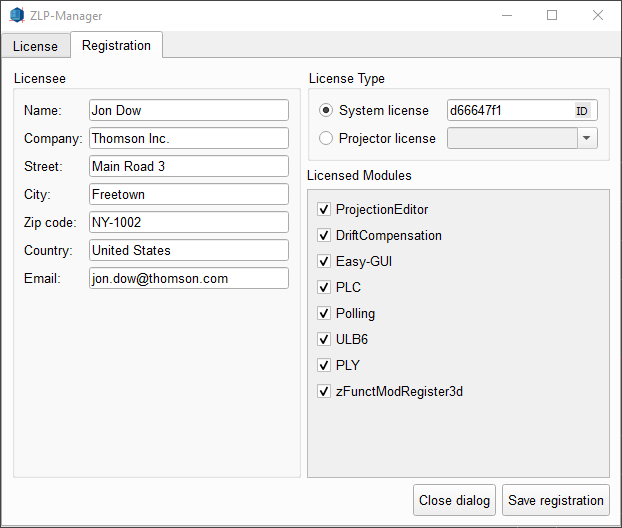 ZLP-Manager
License
Registration
Licensee
Name: Jon Dow
Company: Thomson Inc.
Street: Main Road 3
City: Freetown
Zip code: NY-1002
Country: United States
Email: jon.dow@thomson.com
License Type
System license d66647f1 ID
Projector license
Licensed Modules
ProjectionEditor
DriftCompensation
Easy-GUI
PLC
Polling
ULB6
PLY
zFunctModRegister3d
Close dialog
Save registration